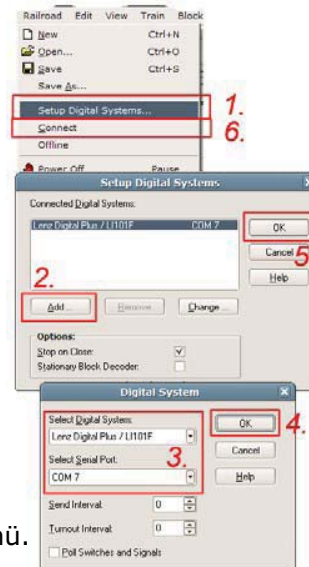 Railroad Edit View Train Block
New Ctrl+N
Open... Ctrl+O
Save Ctrl+S
Save As...
Setup Digital Systems... 1.
Connect 6.
Offline
Power Off Pause
Setup Digital Systems
Connected Digital Systems:
Lenz Digital Plus / LI101F COM 7
OK
Cancel 5
Help
2.
Add... Remove Change...
Options:
Stop on Close:
Stationary Block Decoder:
Digital System
Select Digital System:
Lenz Digital Plus / LI101F
OK 4.
Select Serial Port: 3.
Cancel
COM 7
Help
Send Interval: 0
Turnout Interval: 0
nü.
Poll Switches and Signals